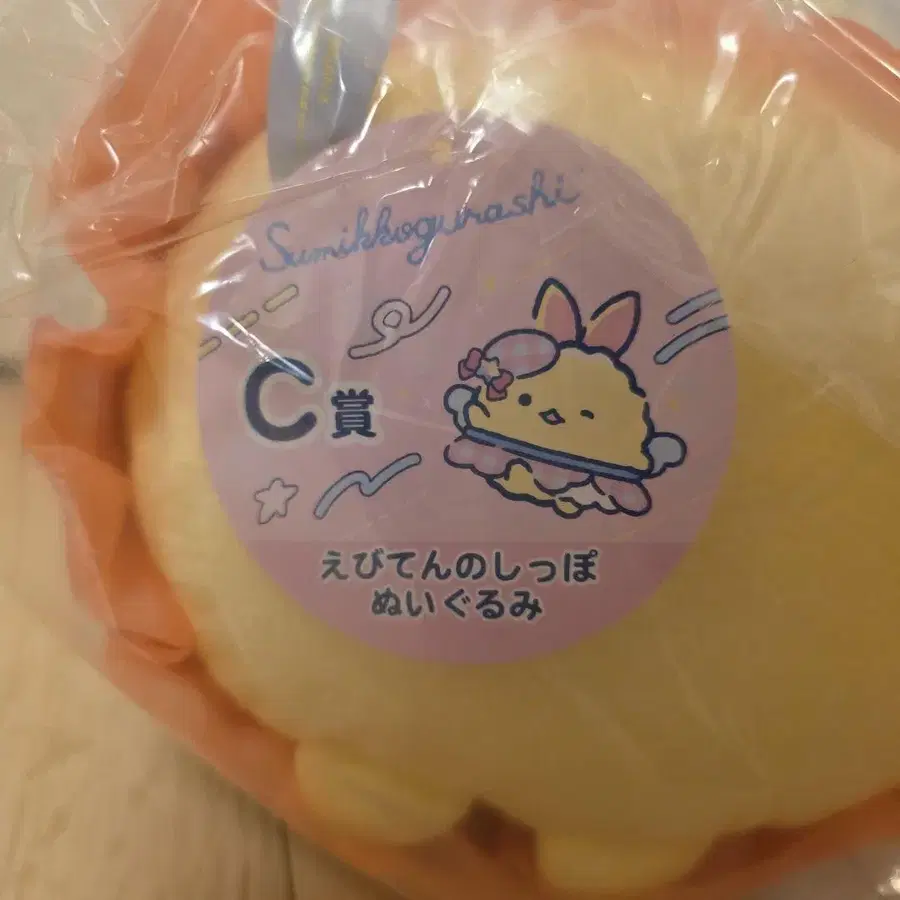 Sumikkogurashi
C賞
えびてんのしっぽ
ぬいぐるみ